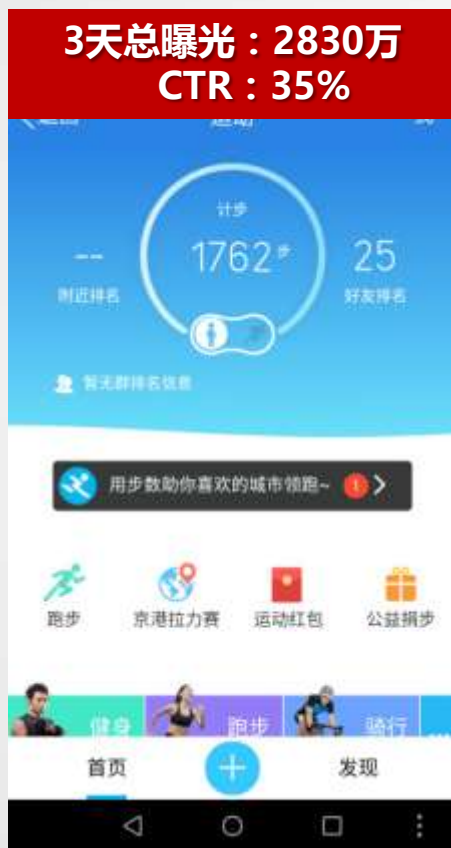 3天总曝光：2830万
CTR：35%
计步
1762步
--
附近排名
25
好友排名
暂无群排名信息
用步数助你喜欢的城市领跑~
1
跑步
京港拉力赛
运动红包
公益捐步
健身
跑步
骑行
首页
发现